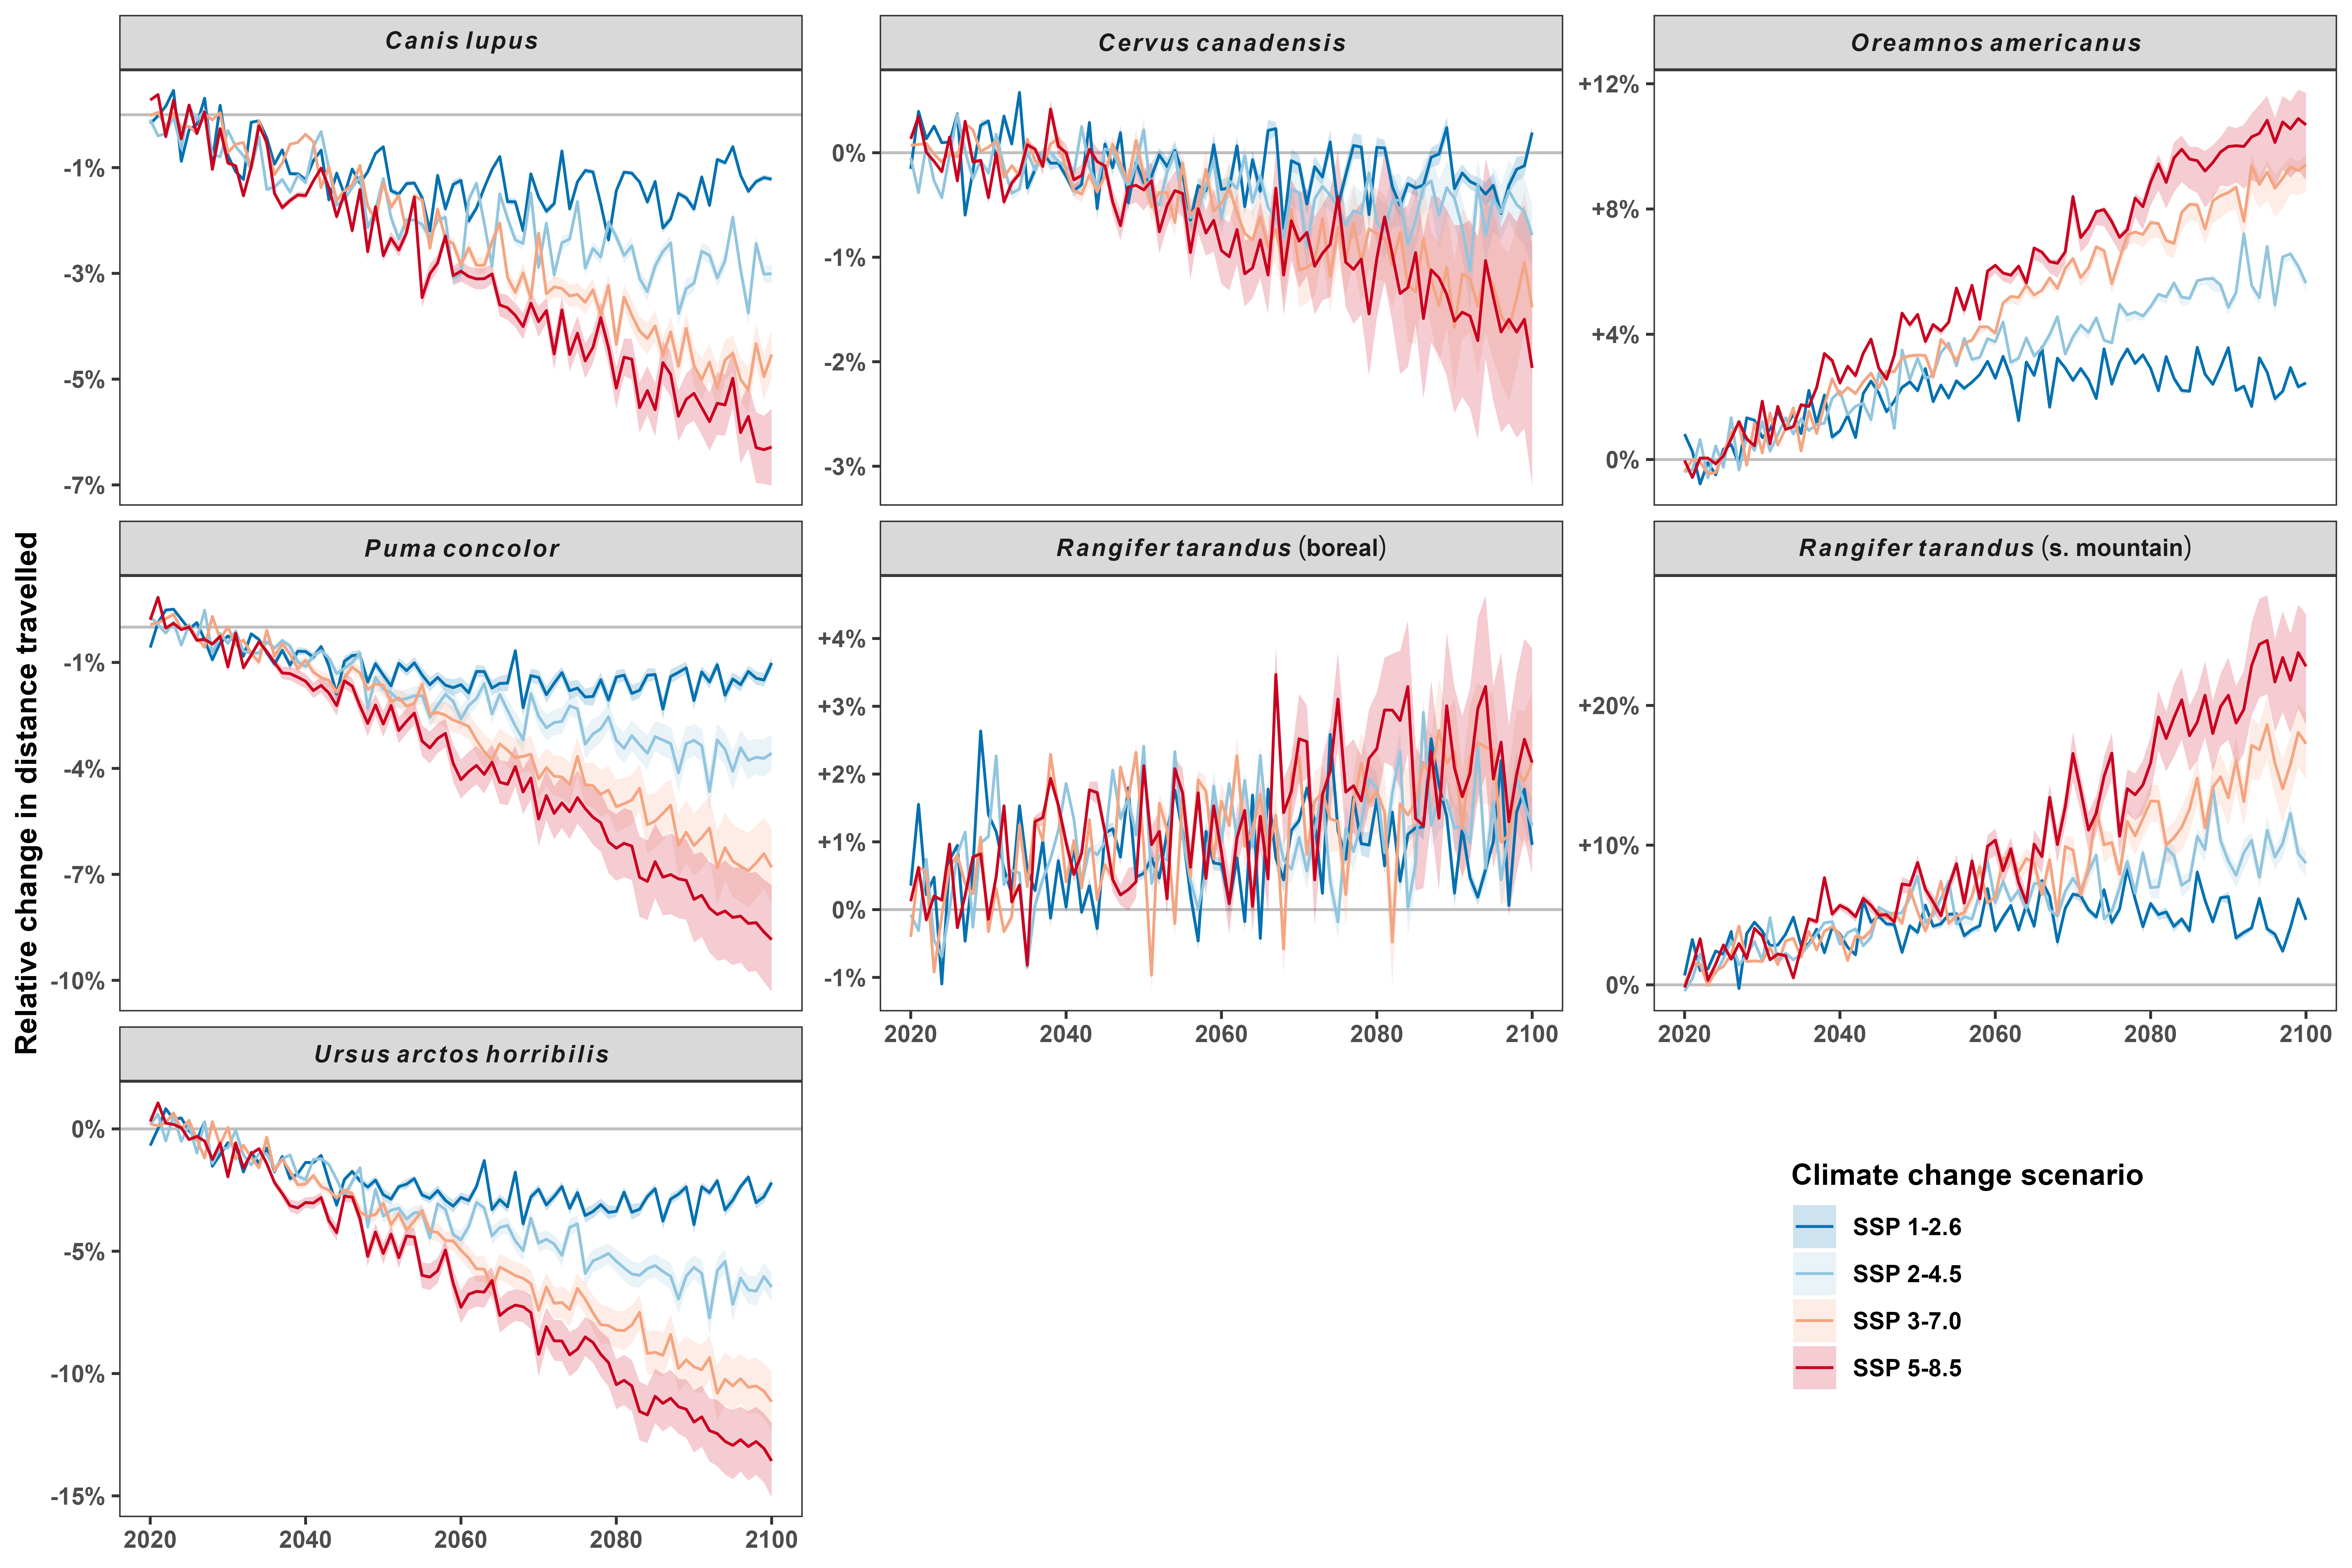 Canis lupus
Cervus canadensis
Oreamnos americanus
-1%
-3%
-5%
-7%
0%
-1%
-2%
-3%
+12%
+8%
+4%
0%
Relative change in distance travelled
Puma concolor
Rangifer tarandus (boreal)
Rangifer tarandus (s. mountain)
-1%
-4%
-7%
-10%
+4%
+3%
+2%
+1%
0%
-1%
2020 2040 2060 2080 2100
+20%
+10%
0%
2020 2040 2060 2080 2100
Ursus arctos horribilis
0%
-5%
-10%
-15%
2020 2040 2060 2080 2100
Climate change scenario
SSP 1-2.6
SSP 2-4.5
SSP 3-7.0
SSP 5-8.5